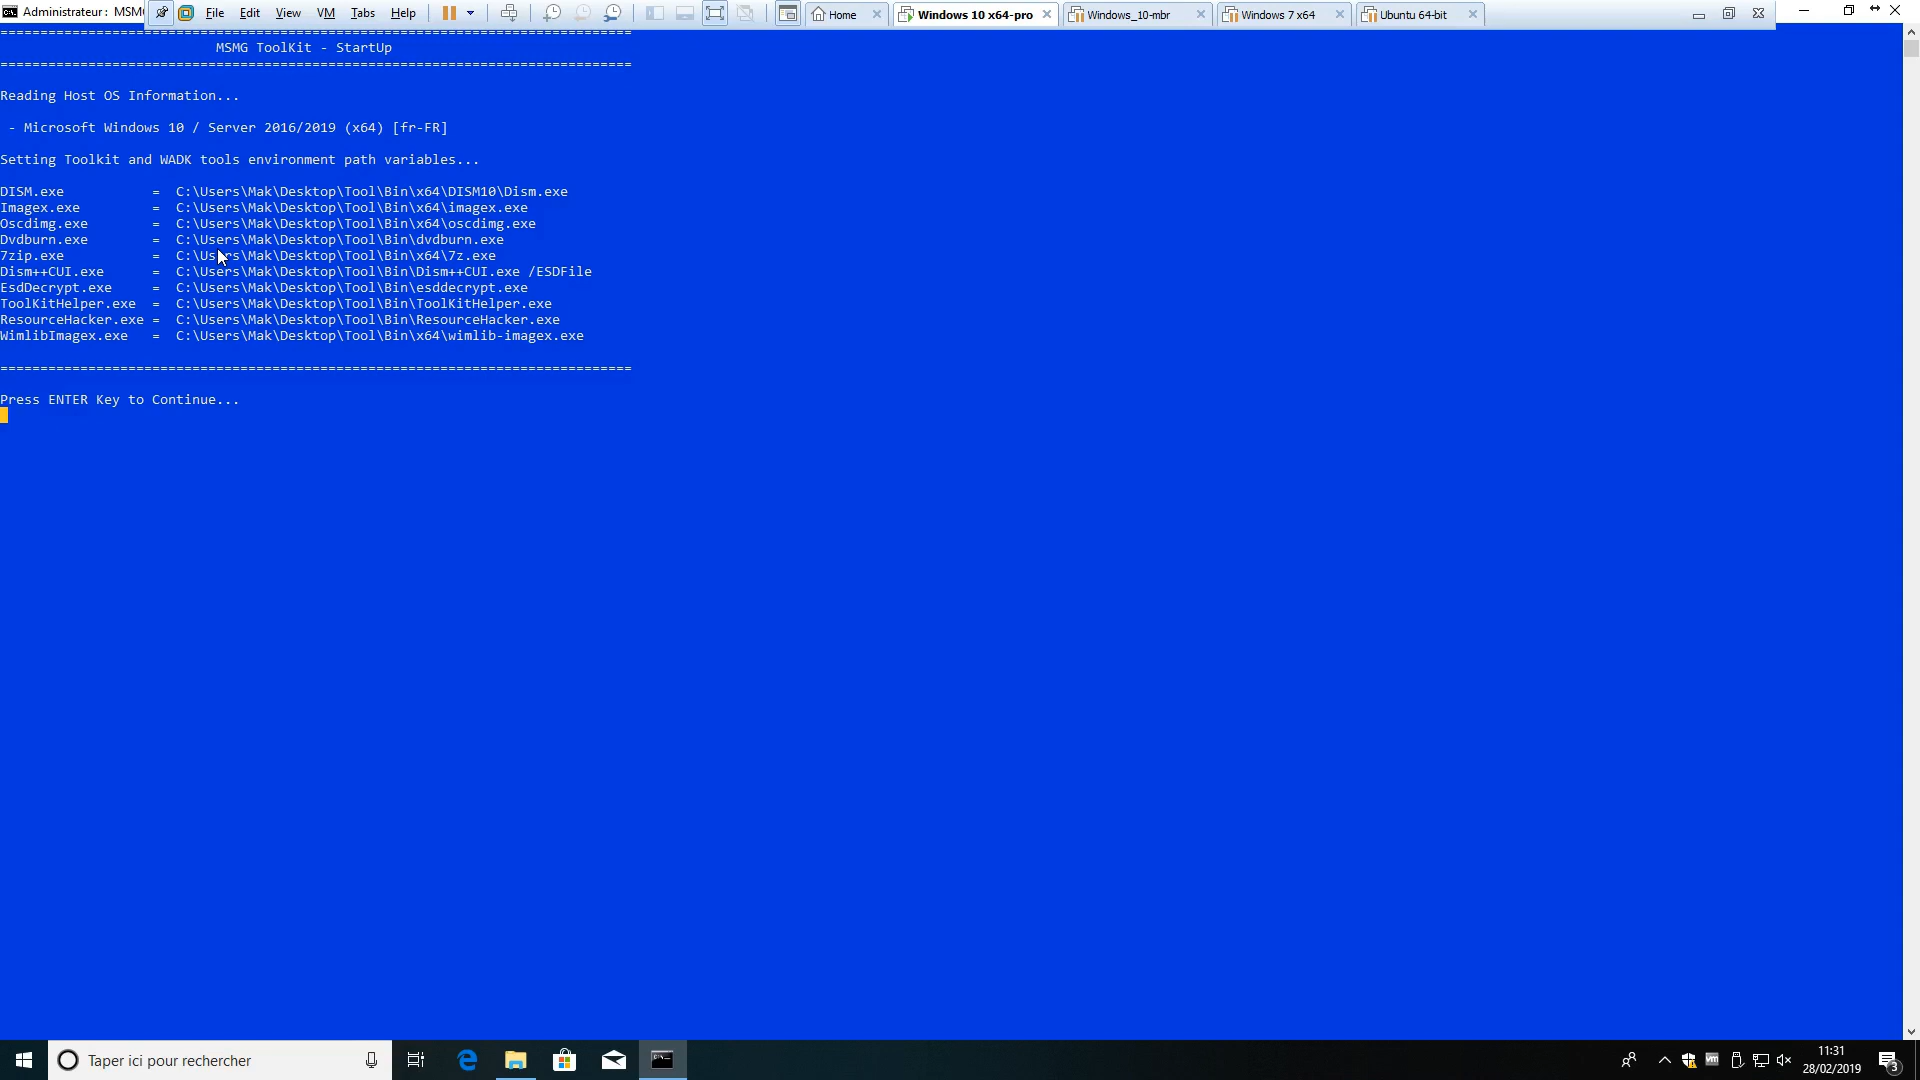 Administrateur : MSM
File Edit View VM Tabs Help
Home
Windows 10 x64-pro
Windows_10-mbr
Windows 7 x64
Ubuntu 64-bit
===============================================================================
MSMG ToolKit - StartUp
===============================================================================
Reading Host OS Information...
- Microsoft Windows 10 / Server 2016/2019 (x64) [fr-FR]
Setting Toolkit and WADK tools environment path variables...
DISM.exe = C:\Users\Mak\Desktop\Tool\Bin\x64\DISM10\Dism.exe
Imagex.exe = C:\Users\Mak\Desktop\Tool\Bin\x64\imagex.exe
Oscdimg.exe = C:\Users\Mak\Desktop\Tool\Bin\x64\oscdimg.exe
Dvdburn.exe = C:\Users\Mak\Desktop\Tool\Bin\dvdburn.exe
7zip.exe = C:\Users\Mak\Desktop\Tool\Bin\x64\7z.exe
Dism++CUI.exe = C:\Users\Mak\Desktop\Tool\Bin\Dism++CUI.exe /ESDFile
EsdDecrypt.exe = C:\Users\Mak\Desktop\Tool\Bin\esddecrypt.exe
ToolKitHelper.exe = C:\Users\Mak\Desktop\Tool\Bin\ToolKitHelper.exe
ResourceHacker.exe = C:\Users\Mak\Desktop\Tool\Bin\ResourceHacker.exe
WimlibImagex.exe = C:\Users\Mak\Desktop\Tool\Bin\x64\wimlib-imagex.exe
===============================================================================
Press ENTER Key to Continue...
Taper ici pour rechercher
vm
11:31
28/02/2019
3